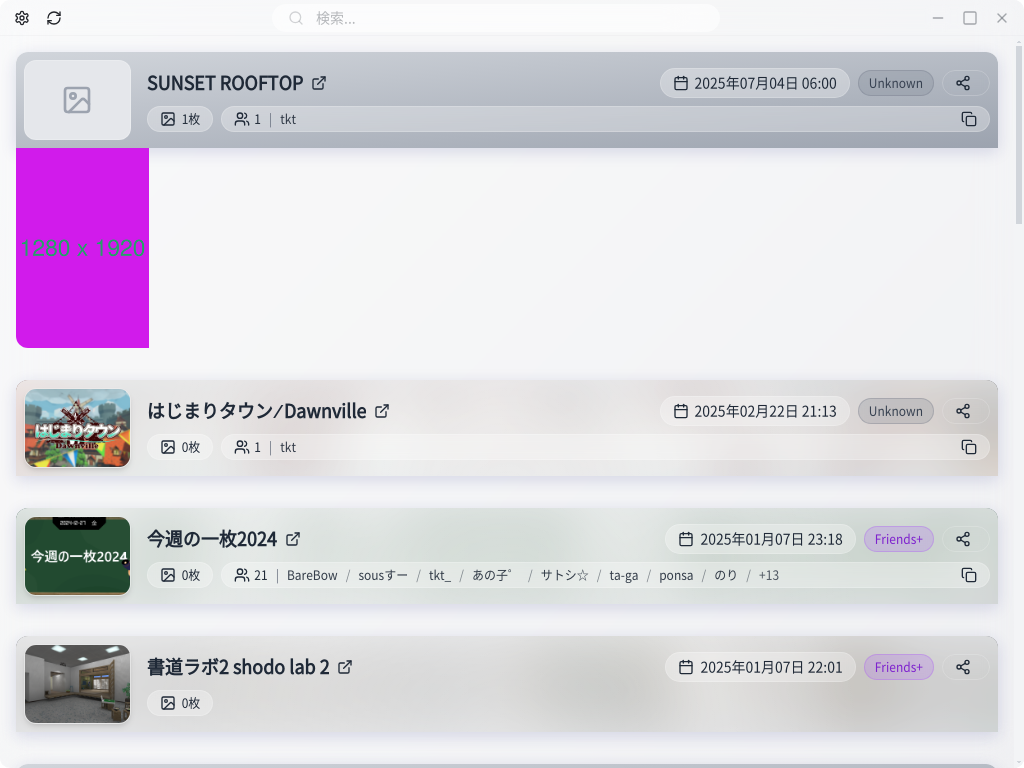 検索...
SUNSET ROOFTOP
2025年07月04日 06:00
Unknown
1枚
1 | tkt
1280 x 1920
はじまりタウン/Dawnville
2025年02月22日 21:13
Unknown
はじまりタウン
Dawnville
0枚
1 | tkt
今週の一枚2024
2025年01月07日 23:18
Friends+
今週の一枚2024
0枚
21 | BareBow / sousすー / tkt_ / あの子゜ / サトシ☆ / ta-ga / ponsa / のり / +13
書道ラボ2 shodo lab 2
2025年01月07日 22:01
Friends+
0枚